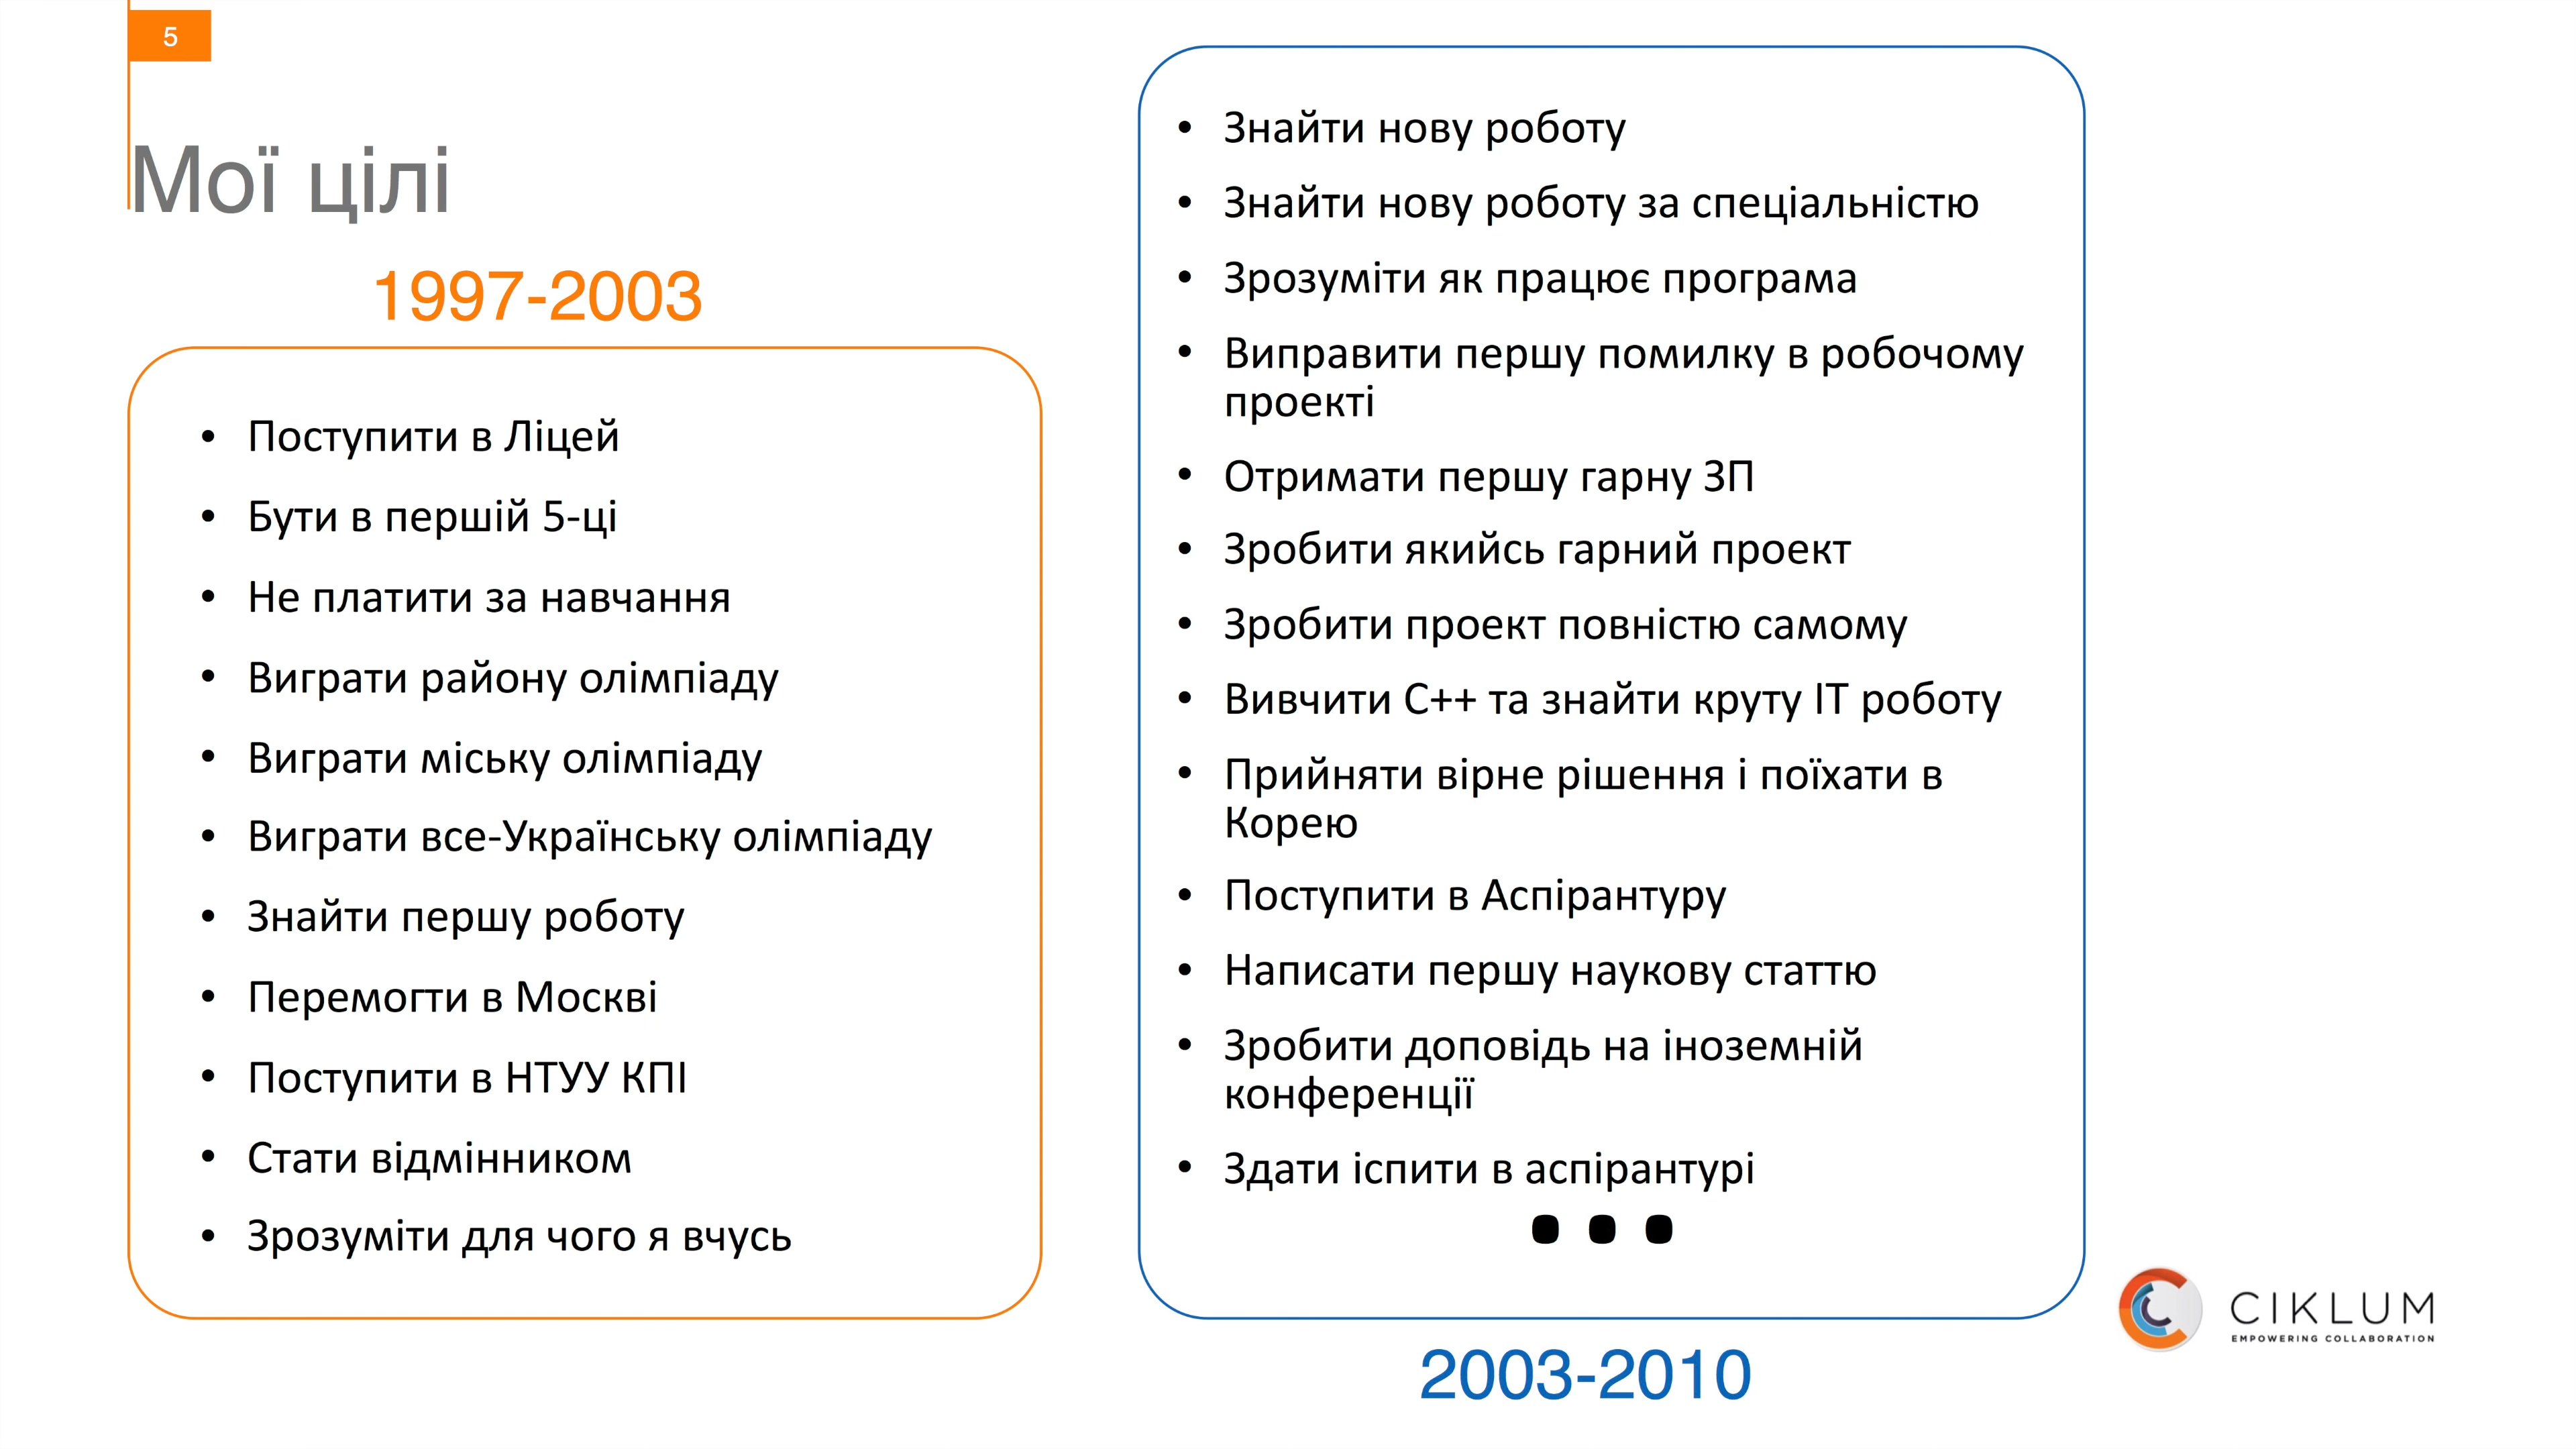 5
Мої цілі
1997-2003
• Поступити в Ліцей
• Бути в першій 5-ці
• Не платити за навчання
• Виграти району олімпіаду
• Виграти міську олімпіаду
• Виграти все-Українську олімпіаду
• Знайти першу роботу
• Перемогти в Москві
• Поступити в НТУУ КПІ
• Стати відмінником
• Зрозуміти для чого я вчусь
• Знайти нову роботу
• Знайти нову роботу за спеціальністю
• Зрозуміти як працює програма
• Виправити першу помилку в робочому
проекті
• Отримати першу гарну ЗП
• Зробити якийсь гарний проект
• Зробити проект повністю самому
• Вивчити С++ та знайти круту ІТ роботу
• Прийняти вірне рішення і поїхати в
Корею
• Поступити в Аспірантуру
• Написати першу наукову статтю
• Зробити доповідь на іноземній
конференції
• Здати іспити в аспірантурі
...
2003-2010
CIKLUM
EMPOWERING COLLABORATION